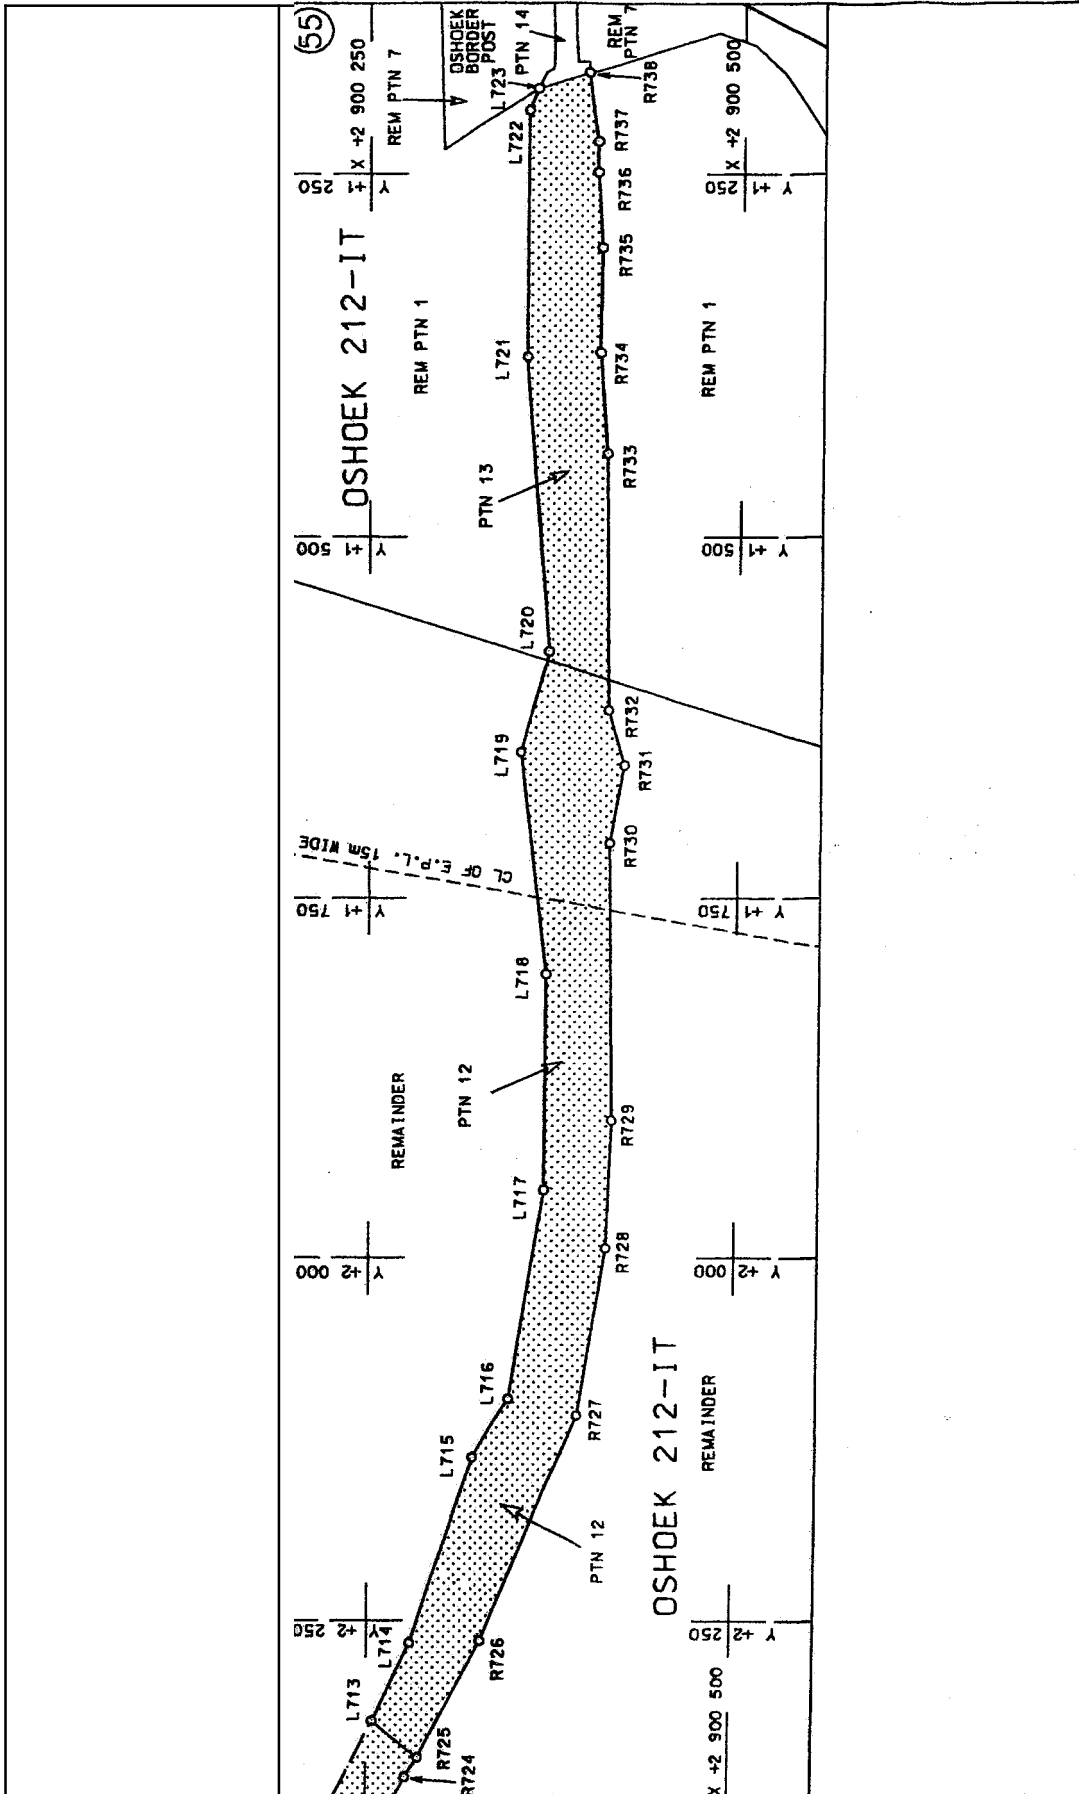 55
X +2 900 250
Y +1 250
REM PTN 7
OSHOEK
BORDER
POST
PTN 14
REM
PTN 7
L723
R738
L722
R737
R736
X +2 900 500
Y +1 250
OSHOEK 212-IT
REM PTN 1
R735
L721
R734
REM PTN 1
R733
PTN 13
Y +1 500
Y +1 500
L720
R732
L719
R731
R730
CL OF E.P.L. 15m WIDE
Y +1 750
Y +1 750
L718
PTN 12
REMAINDER
R729
L717
R728
Y +2 000
Y +2 000
L716
R727
L715
OSHOEK 212-IT
REMAINDER
PTN 12
Y +2 250
Y +2 250
L714
R726
L713
R725
R724
X +2 900 500